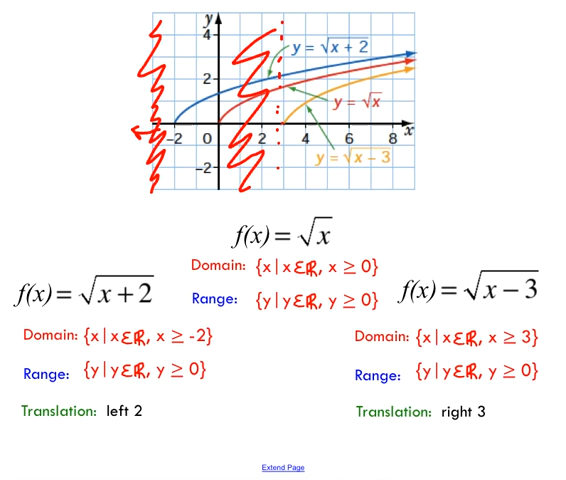 y
4
y = √x + 2
2
y = √x
-2 0 2 4 6 8 x
y = √x − 3
-2
f(x) = √x
Domain: {x | x ε ℝ, x ≥ 0}
Range: {y | y ε ℝ, y ≥ 0}
f(x) = √x + 2
Domain: {x | x ε ℝ, x ≥ -2}
Range: {y | y ε ℝ, y ≥ 0}
Translation: left 2
f(x) = √x − 3
Domain: {x | x ε ℝ, x ≥ 3}
Range: {y | y ε ℝ, y ≥ 0}
Translation: right 3
Extend Page